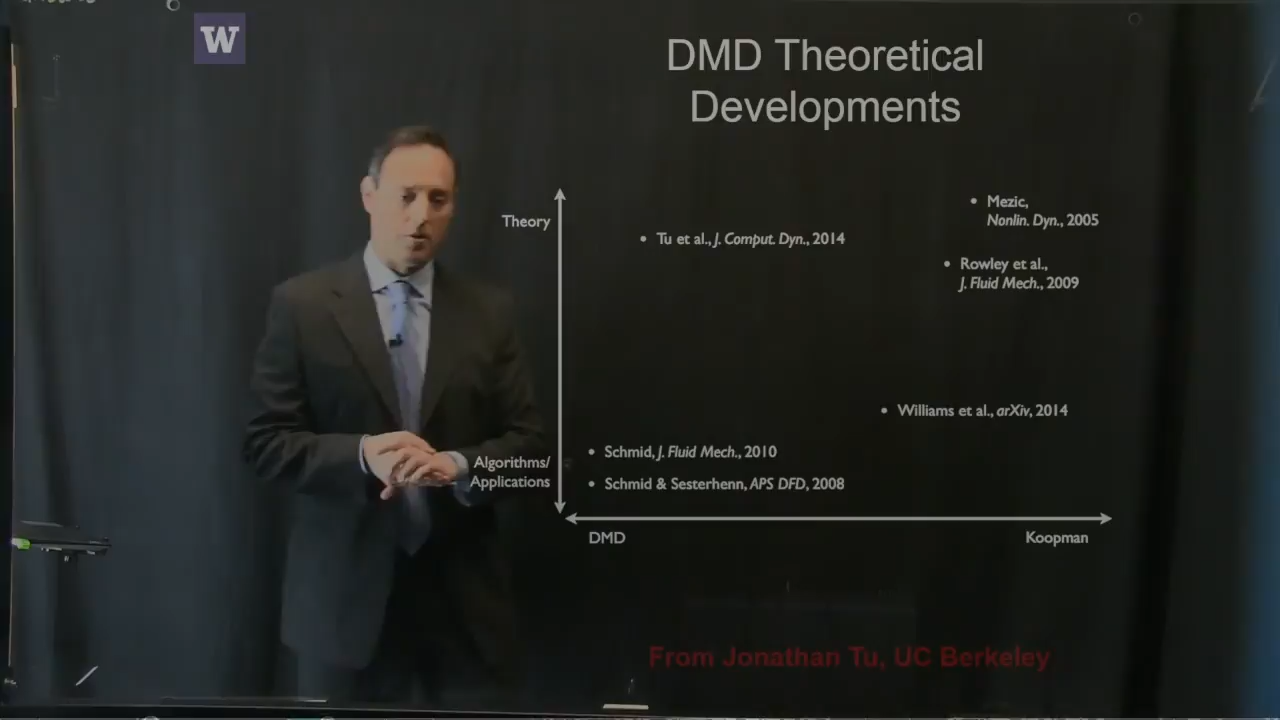 W
DMD Theoretical
Developments
Theory
Mezic,
Nonlin. Dyn., 2005
Tu et al., J. Comput. Dyn., 2014
Rowley et al.,
J. Fluid Mech., 2009
Williams et al., arXiv, 2014
Schmid, J. Fluid Mech., 2010
Algorithms/
Applications
Schmid & Sesterhenn, APS DFD, 2008
DMD
Koopman
From Jonathan Tu, UC Berkeley